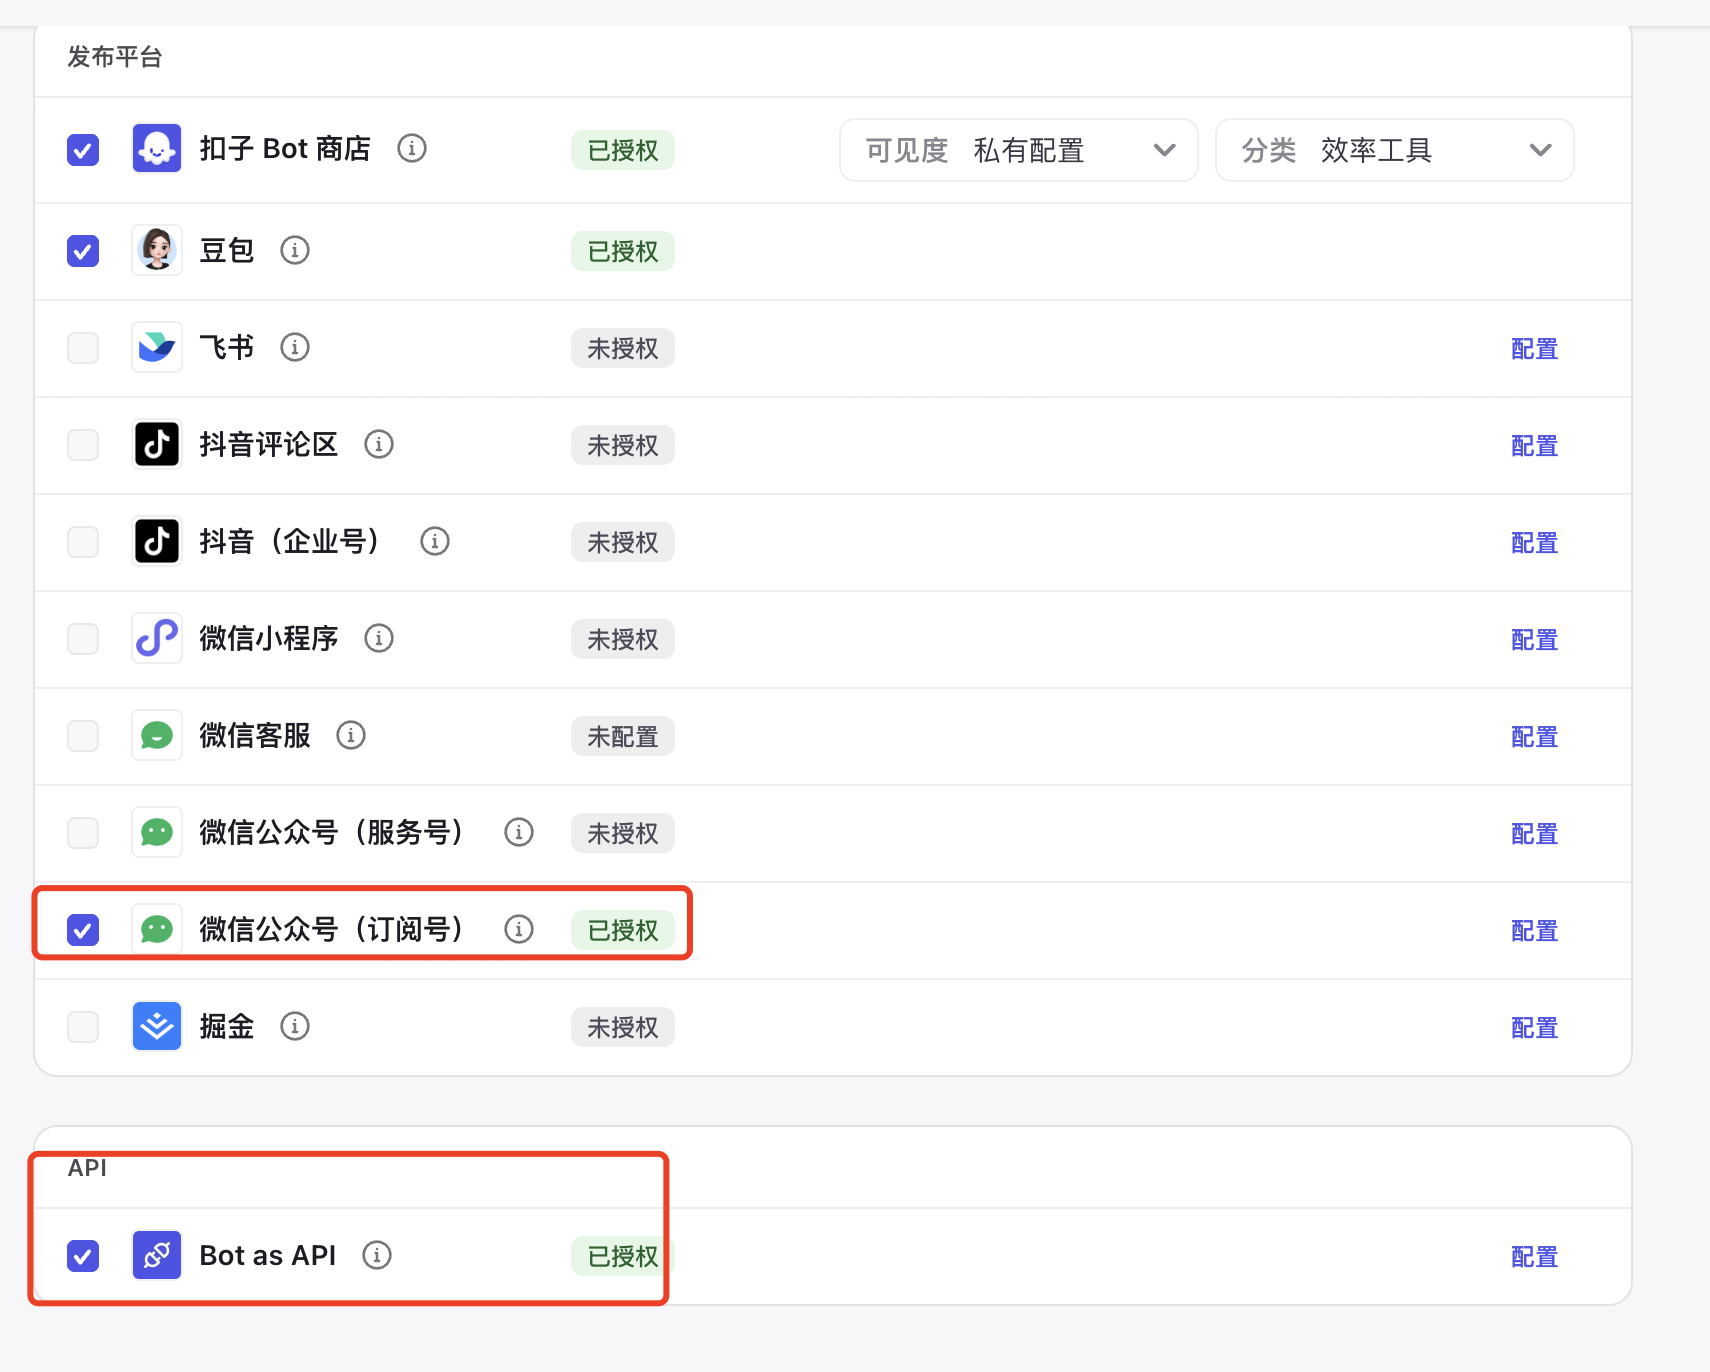 发布平台
扣子 Bot 商店 已授权 可见度 私有配置 分类 效率工具
豆包 已授权
飞书 未授权 配置
抖音评论区 未授权 配置
抖音（企业号） 未授权 配置
微信小程序 未授权 配置
微信客服 未配置 配置
微信公众号（服务号） 未授权 配置
微信公众号（订阅号） 已授权 配置
掘金 未授权 配置
API
Bot as API 已授权 配置